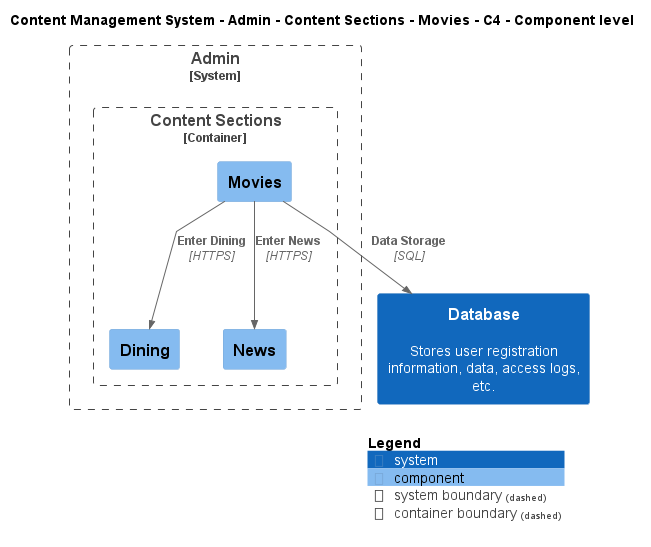 Content Management System - Admin - Content Sections - Movies - C4 - Component level
Admin
[System]
Content Sections
[Container]
Movies
Enter Dining
[HTTPS]
Enter News
[HTTPS]
Data Storage
[SQL]
Dining
News
Database
Stores user registration
information, data, access logs,
etc.
Legend
system
component
system boundary (dashed)
container boundary (dashed)